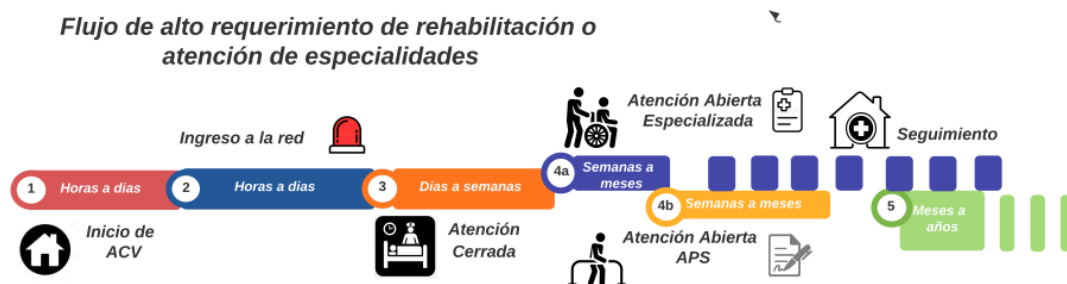 Flujo de alto requerimiento de rehabilitación o
atención de especialidades
Ingreso a la red
Atención Abierta
Especializada
Seguimiento
1
Horas a dias
2
Horas a dias
3
Días a semanas
4a
Semanas a
meses
4b
Semanas a meses
5
Meses a
años
Inicio de
ACV
Atención
Cerrada
Atención Abierta
APS